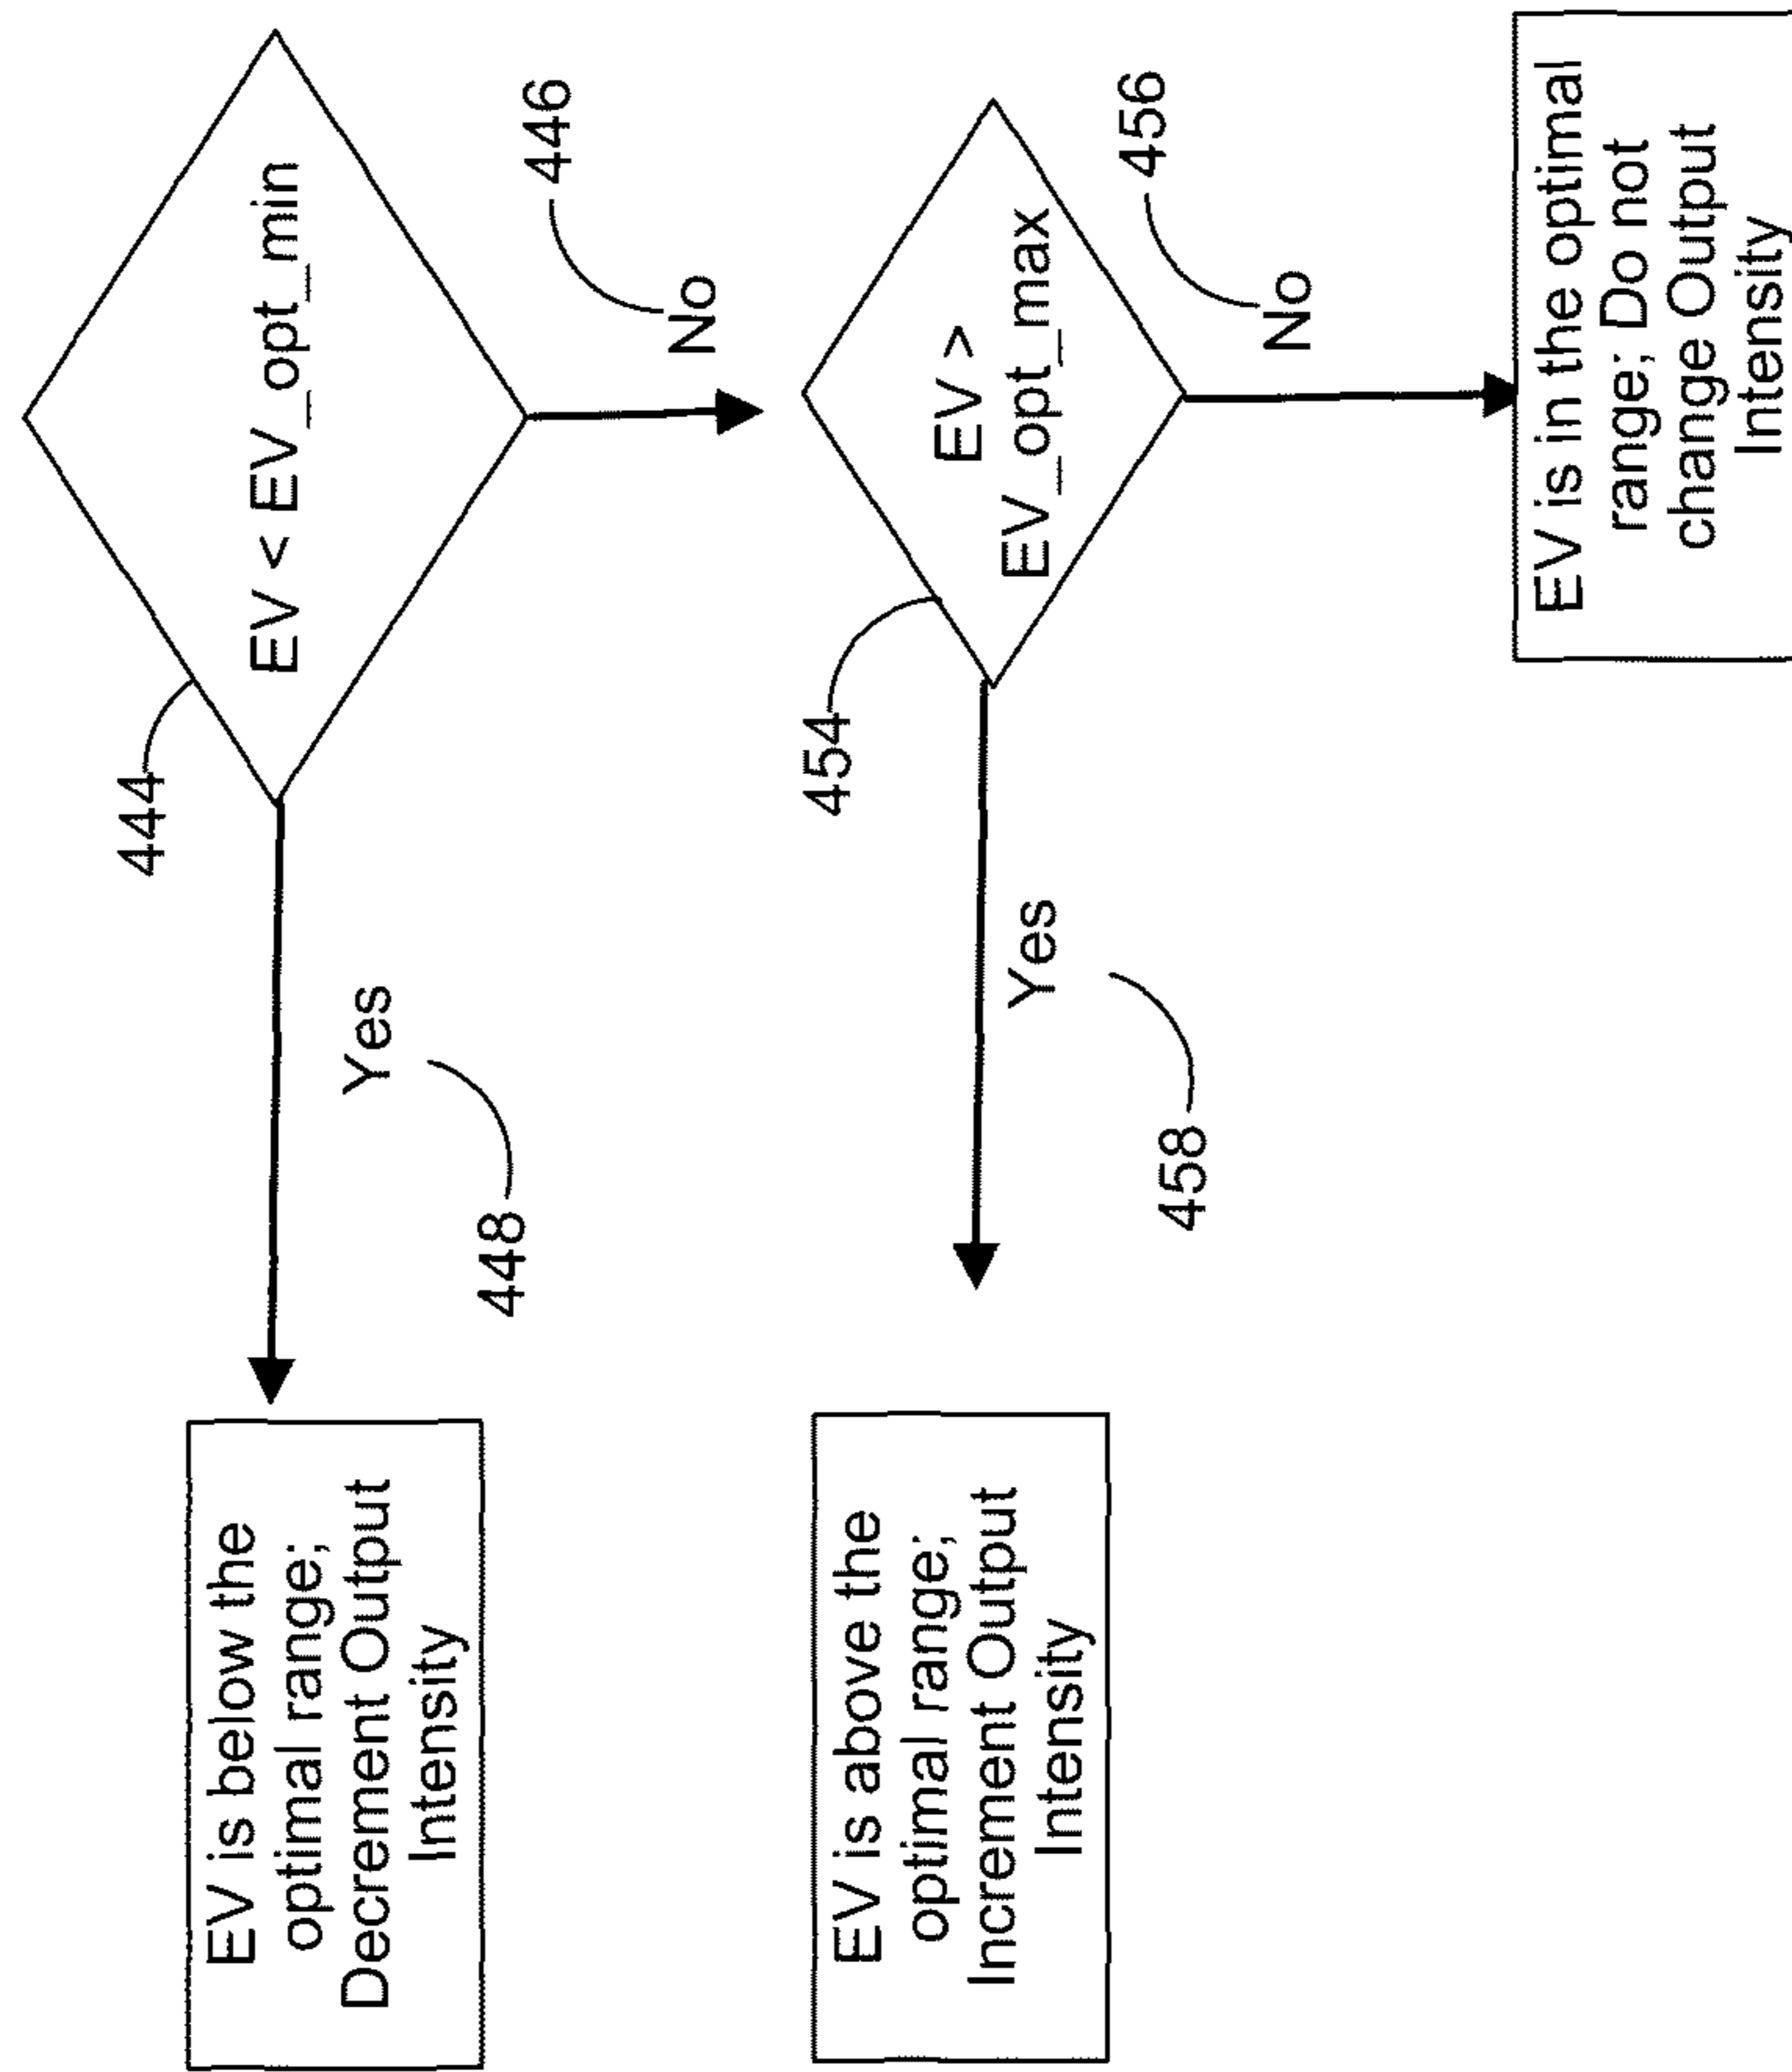 444
EV < EV_opt_min
Yes
448
No
446
EV is below the
optimal range;
Decrement Output
Intensity
454
EV >
EV_opt_max
Yes
458
No
456
EV is above the
optimal range;
Increment Output
Intensity
EV is in the optimal
range; Do not
change Output
Intensity